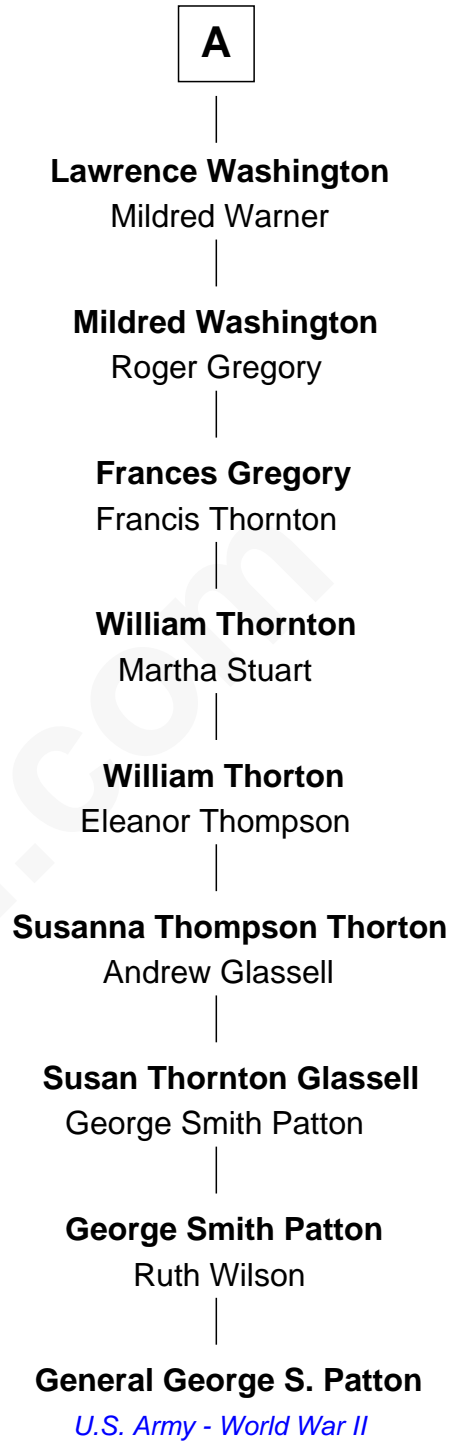 A
Lawrence Washington
Mildred Warner
Mildred Washington
Roger Gregory
Frances Gregory
Francis Thornton
William Thornton
Martha Stuart
William Thorton
Eleanor Thompson
Susanna Thompson Thorton
Andrew Glassell
Susan Thornton Glassell
George Smith Patton
George Smith Patton
Ruth Wilson
General George S. Patton
U.S. Army - World War II